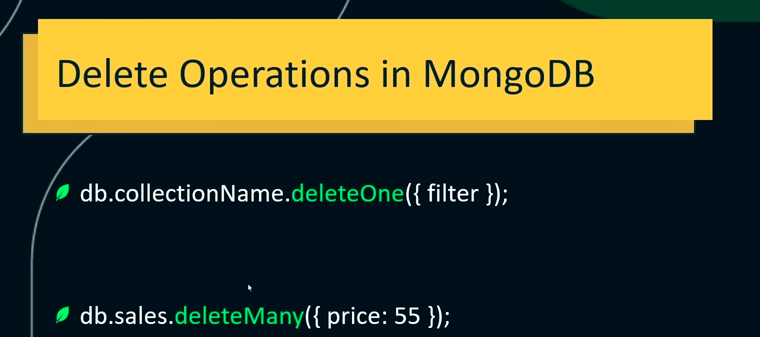 Delete Operations in MongoDB
db.collectionName.deleteOne({ filter });
db.sales.deleteMany({ price: 55 });